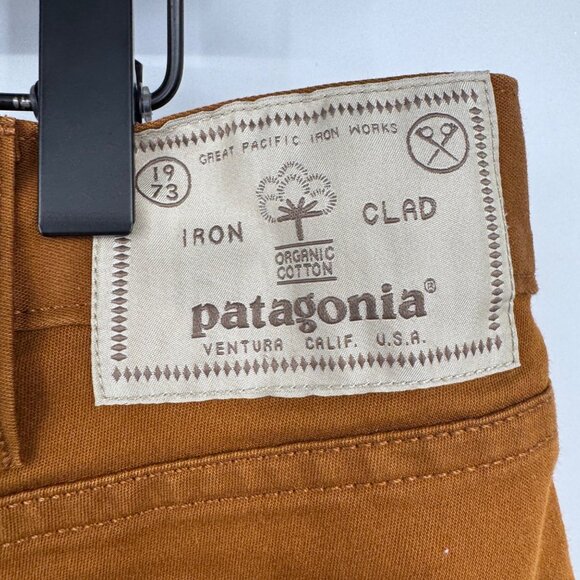 GREAT PACIFIC IRON WORKS
19
73
IRON CLAD
ORGANIC
COTTON
patagonia®
VENTURA CALIF. U.S.A.